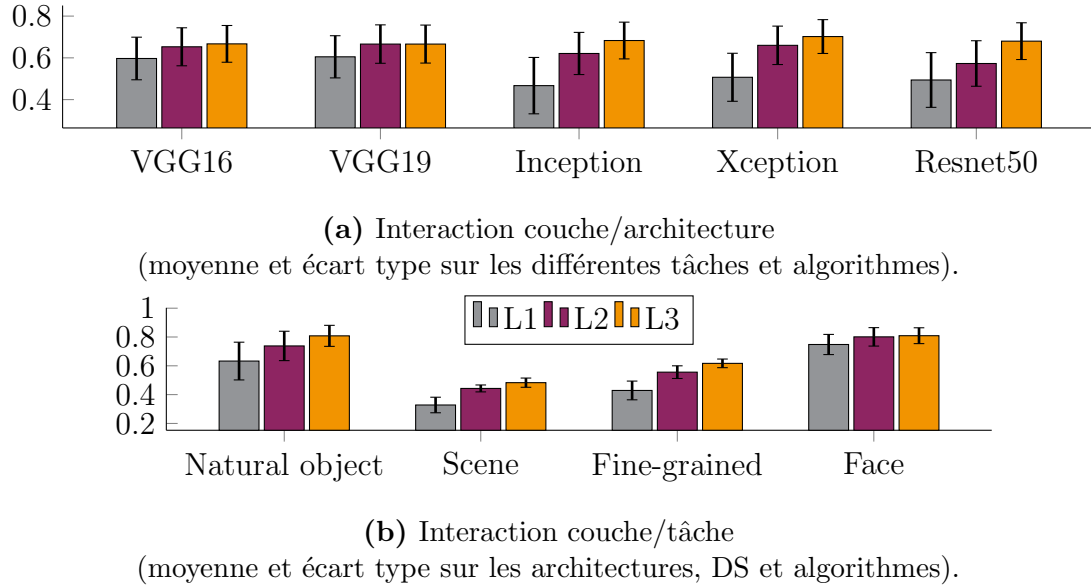 0.8
0.6
0.4
VGG16 VGG19 Inception Xception Resnet50
(a) Interaction couche/architecture
(moyenne et écart type sur les différentes tâches et algorithmes).
1
0.8
0.6
0.4
0.2
L1 L2 L3
Natural object Scene Fine-grained Face
(b) Interaction couche/tâche
(moyenne et écart type sur les architectures, DS et algorithmes).